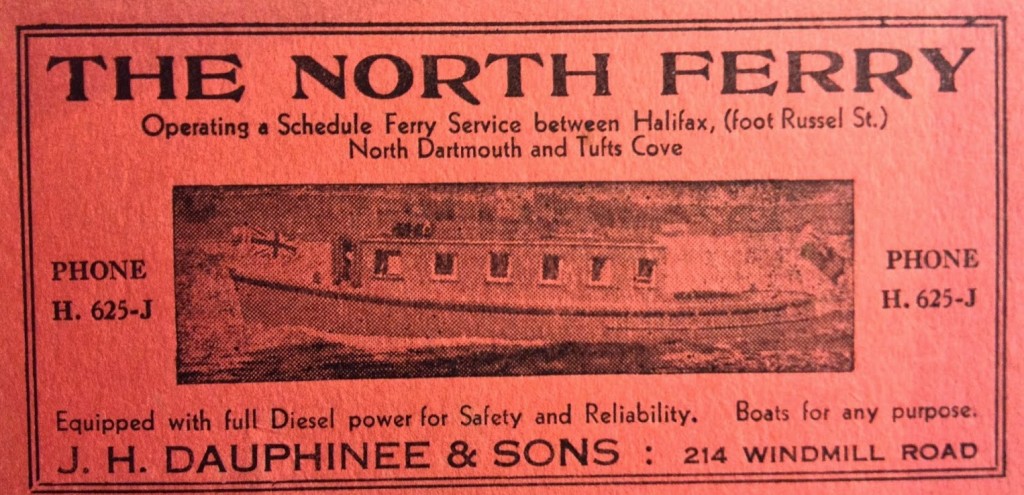 THE NORTH FERRY
Operating a Schedule Ferry Service between Halifax, (foot Russel St.)
North Dartmouth and Tufts Cove
PHONE
H. 625-J
PHONE
H. 625-J
Equipped with full Diesel power for Safety and Reliability. Boats for any purpose.
J. H. DAUPHINEE & SONS : 214 WINDMILL ROAD